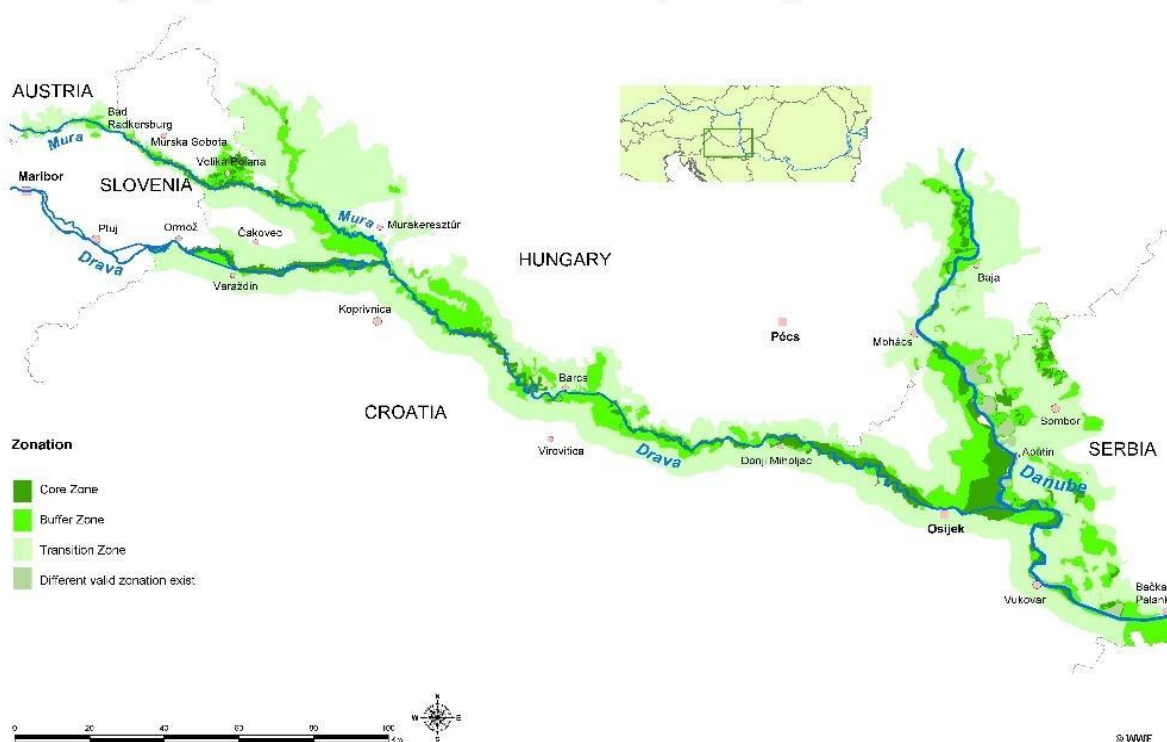 AUSTRIA
Bad
Radkersburg
Mura
Murska Sobota
Velika Polana
Maribor
SLOVENIA
Mura
Murakeresztúr
Ptuj
Ormož
Čakovec
Drava
Varaždin
HUNGARY
Baja
Koprivnica
Pécs
Mohács
Barcs
CROATIA
Sombor
Zonation
Virovitica
Drava
Donji Miholjac
Apatin
SERBIA
Danube
Core Zone
Buffer Zone
Osijek
Transition Zone
Different valid zonation exist
Vukovar
Bačka
Palank
N
W
E
S
0
20
40
60
80
100
Km
© WWF